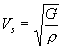 V_s = √(G/ρ)